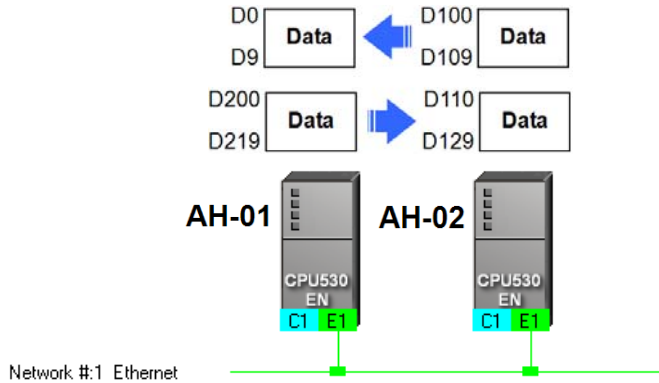 D0 Data D100 Data
D9 D109
D200 Data D110 Data
D219 D129
AH-01 AH-02
CPU530 CPU530
EN EN
C1 E1 C1 E1
Network #:1 Ethernet